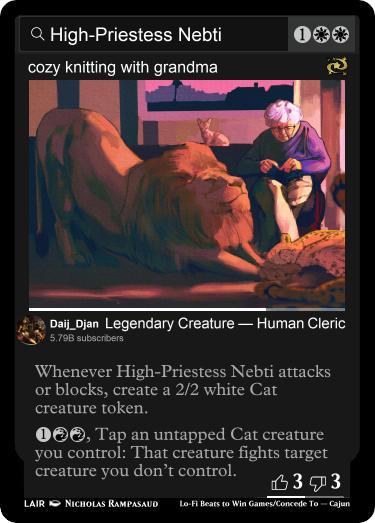 High-Priestess Nebti 1
cozy knitting with grandma
Daij_Djan Legendary Creature — Human Cleric
5.79B subscribers
Whenever High-Priestess Nebti attacks
or blocks, create a 2/2 white Cat
creature token.
1, Tap an untapped Cat creature
you control: That creature fights target
creature you don't control.
3 3
LAIR Nicholas Rampasaud Lo-Fi Beats to Win Games/Concede To — Cajun